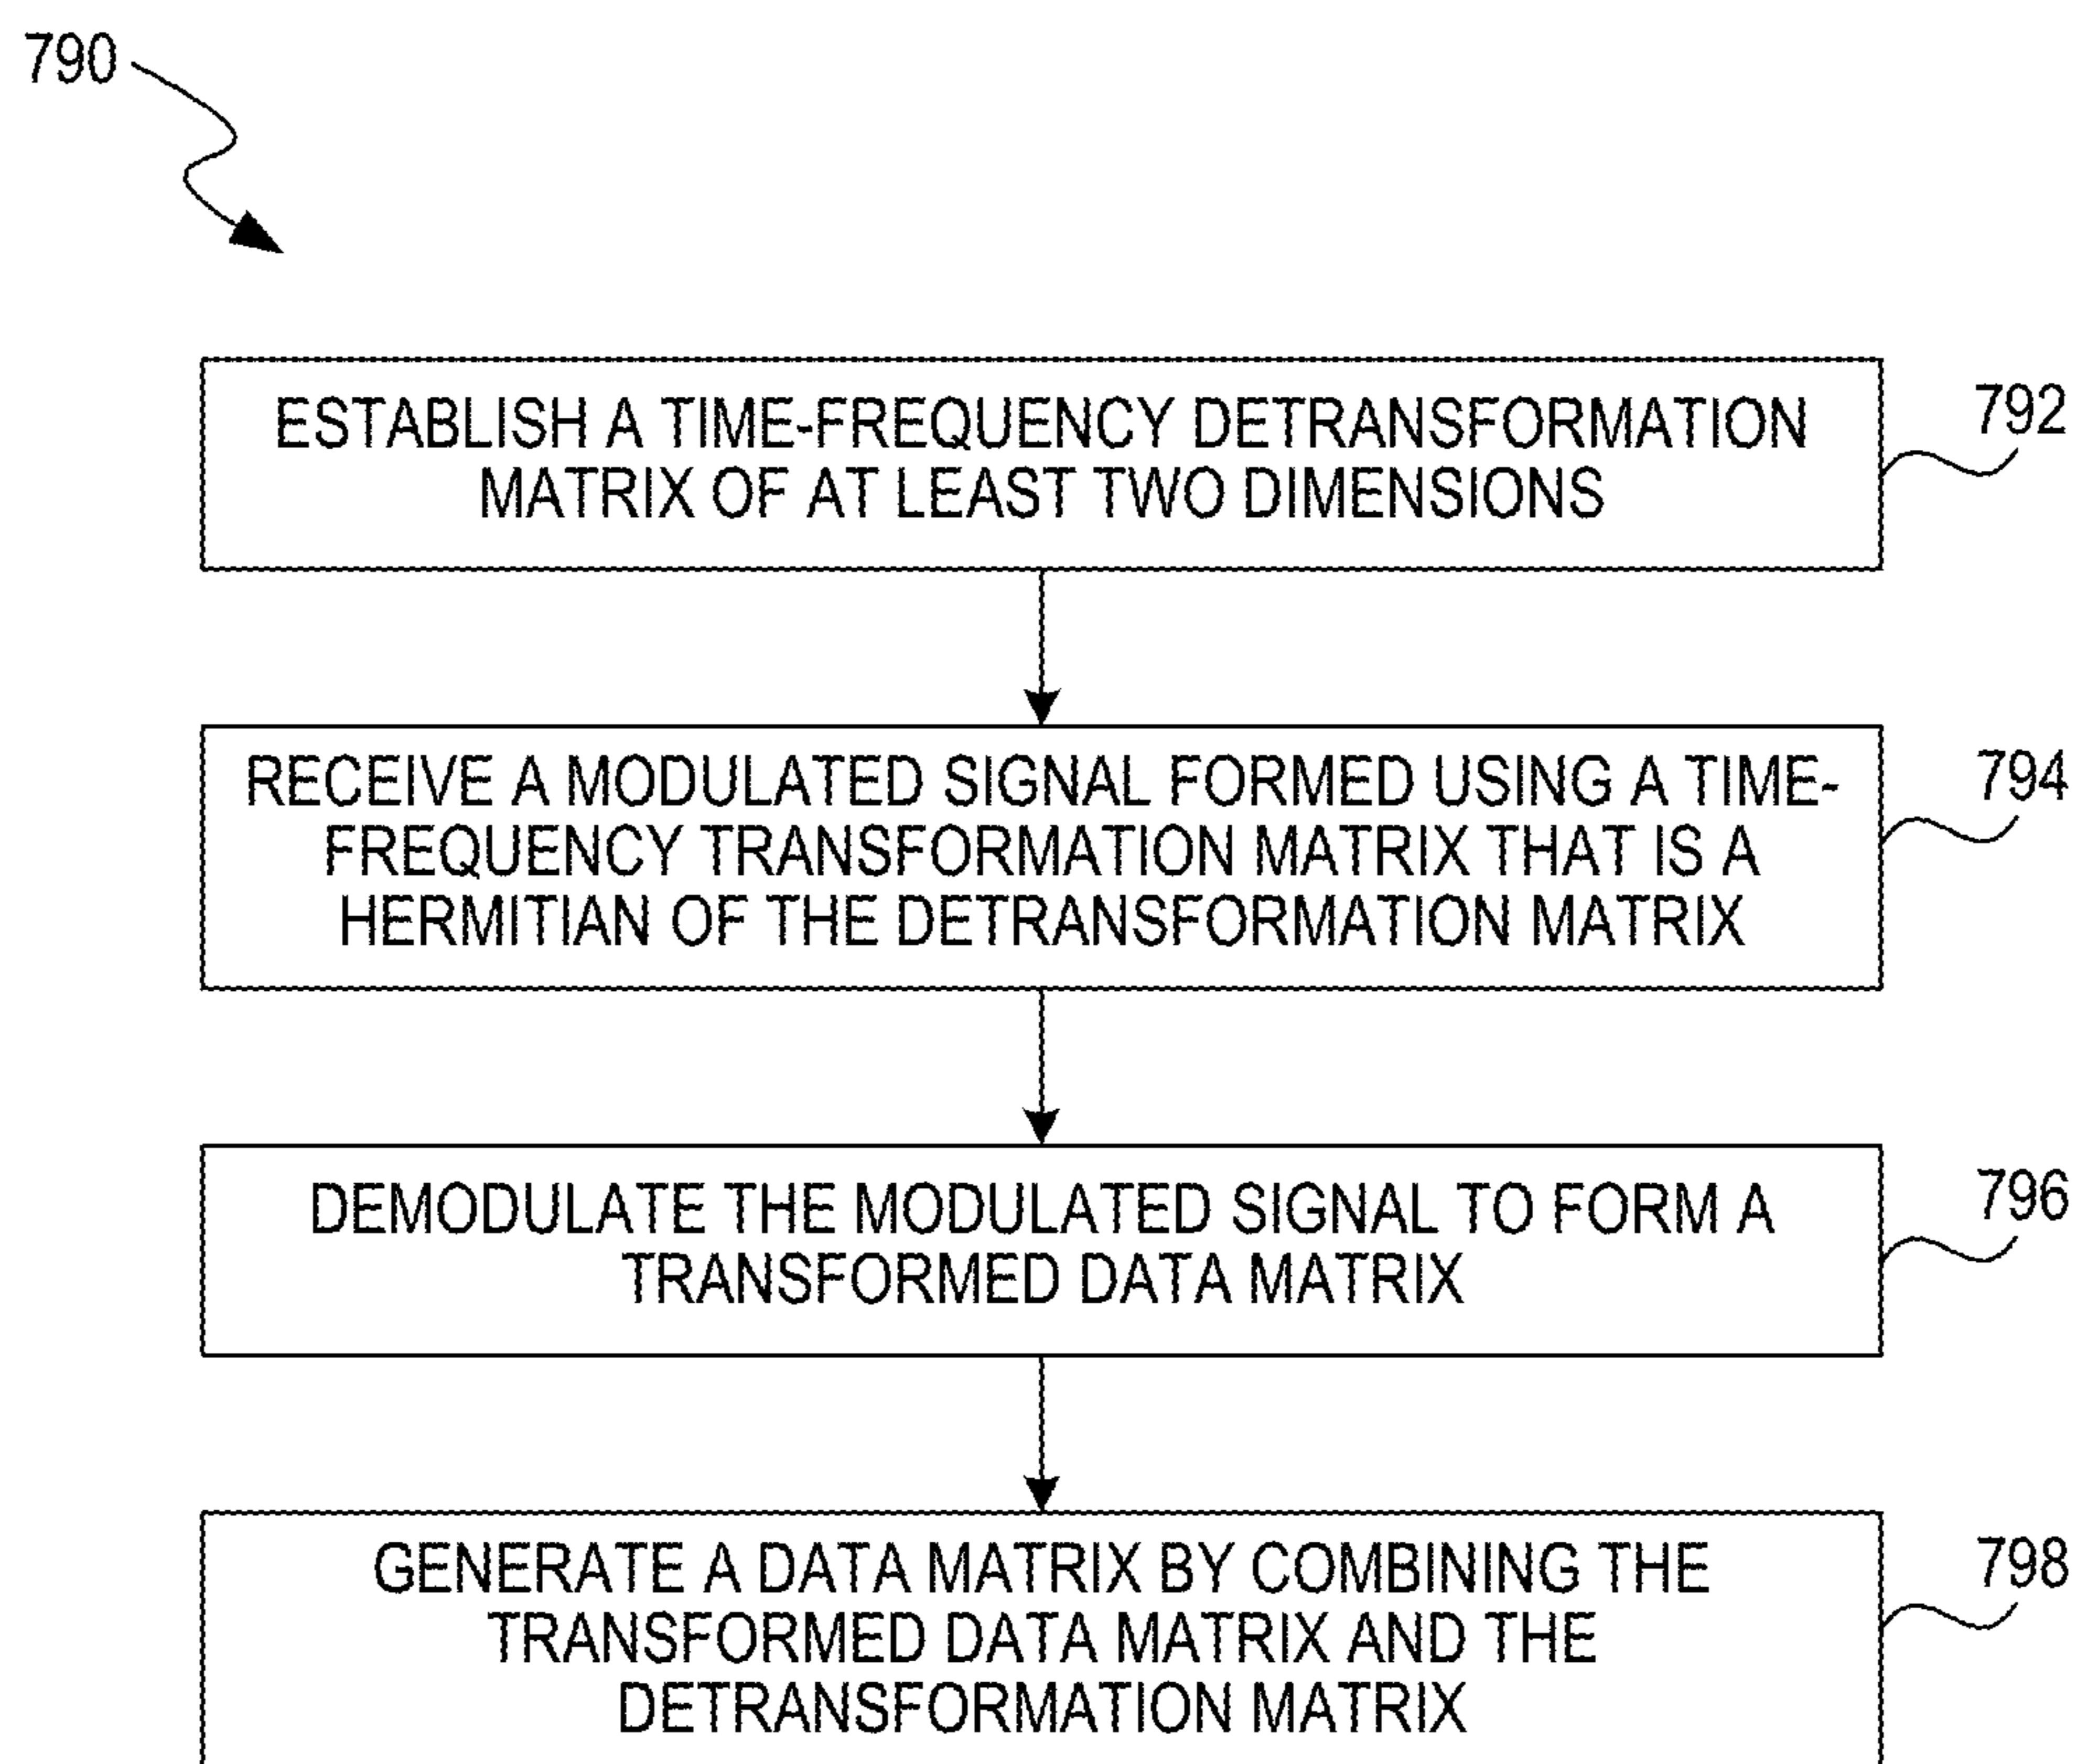 790
ESTABLISH A TIME-FREQUENCY DETRANSFORMATION
MATRIX OF AT LEAST TWO DIMENSIONS
792
RECEIVE A MODULATED SIGNAL FORMED USING A TIME-
FREQUENCY TRANSFORMATION MATRIX THAT IS A
HERMITIAN OF THE DETRANSFORMATION MATRIX
794
DEMODULATE THE MODULATED SIGNAL TO FORM A
TRANSFORMED DATA MATRIX
796
GENERATE A DATA MATRIX BY COMBINING THE
TRANSFORMED DATA MATRIX AND THE
DETRANSFORMATION MATRIX
798